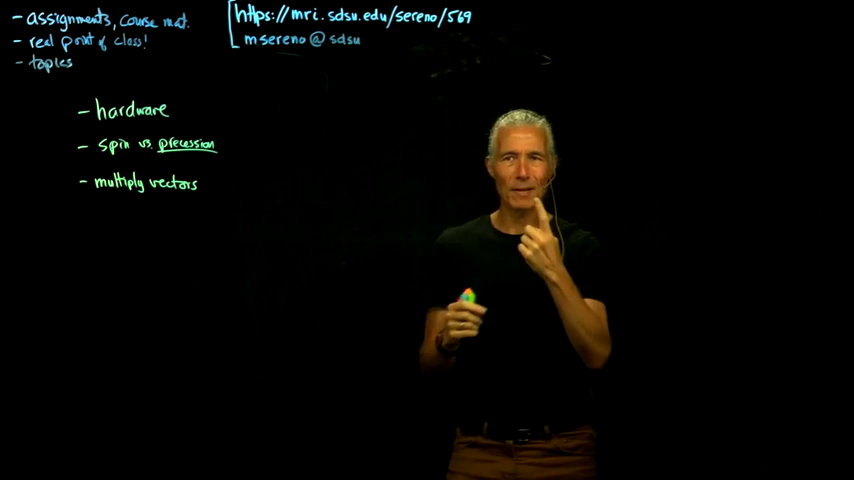 - assignments, course mat.
- real point of class!
- topics
https://mri.sdsu.edu/sereno/569
msereno@sdsu
- hardware
- spin vs. precession
- multiply vectors